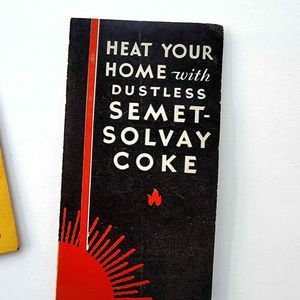 HEAT YOUR
HOME with
DUSTLESS
SEMET-
SOLVAY
COKE